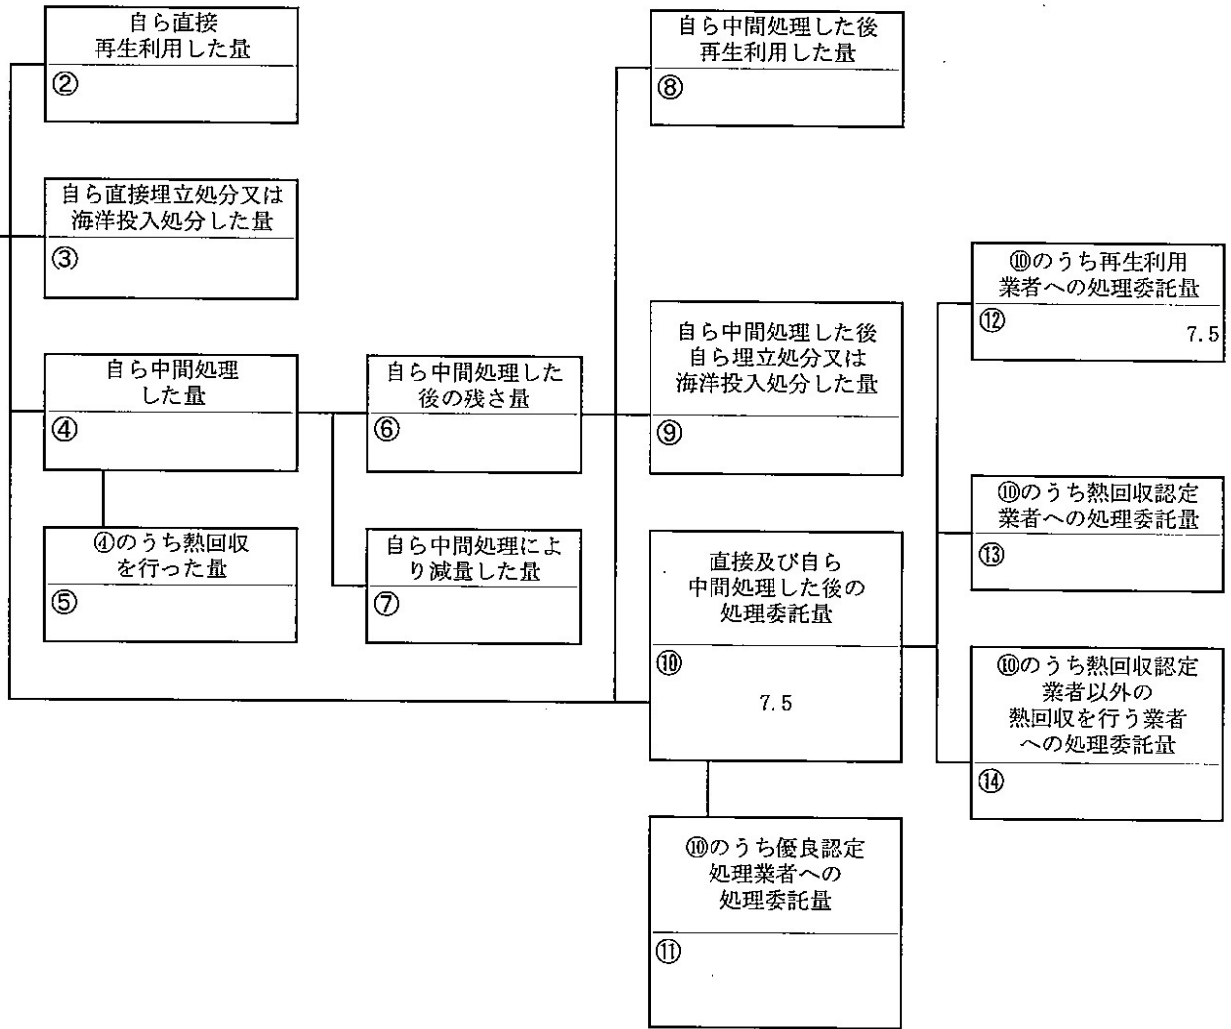 自ら直接
再生利用した量
②
自ら直接埋立処分又は
海洋投入処分した量
③
自ら中間処理
した量
④
④のうち熱回収
を行った量
⑤
自ら中間処理した
後の残さ量
⑥
自ら中間処理によ
り減量した量
⑦
自ら中間処理した後
再生利用した量
⑧
自ら中間処理した後
自ら埋立処分又は
海洋投入処分した量
⑨
直接及び自ら
中間処理した後の
処理委託量
⑩
7.5
⑩のうち優良認定
処理業者への
処理委託量
⑪
⑩のうち再生利用
業者への処理委託量
⑫
7.5
⑩のうち熱回収認定
業者への処理委託量
⑬
⑩のうち熱回収認定
業者以外の
熱回収を行う業者
への処理委託量
⑭